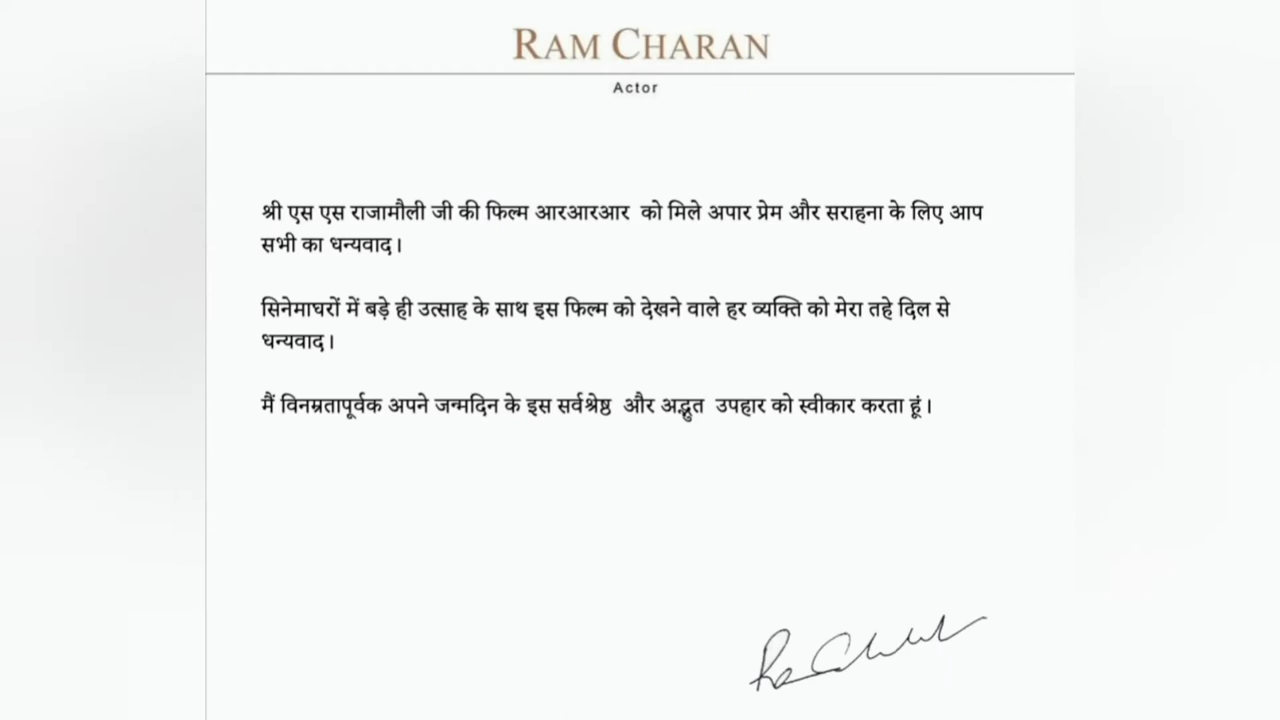 RAM CHARAN
Actor
श्री एस एस राजामौली जी की फिल्म आरआरआर को मिले अपार प्रेम और सराहना के लिए आप
सभी का धन्यवाद।
सिनेमाघरों में बड़े ही उत्साह के साथ इस फिल्म को देखने वाले हर व्यक्ति को मेरा तहे दिल से
धन्यवाद।
मैं विनम्रतापूर्वक अपने जन्मदिन के इस सर्वश्रेष्ठ और अद्भुत उपहार को स्वीकार करता हूं।